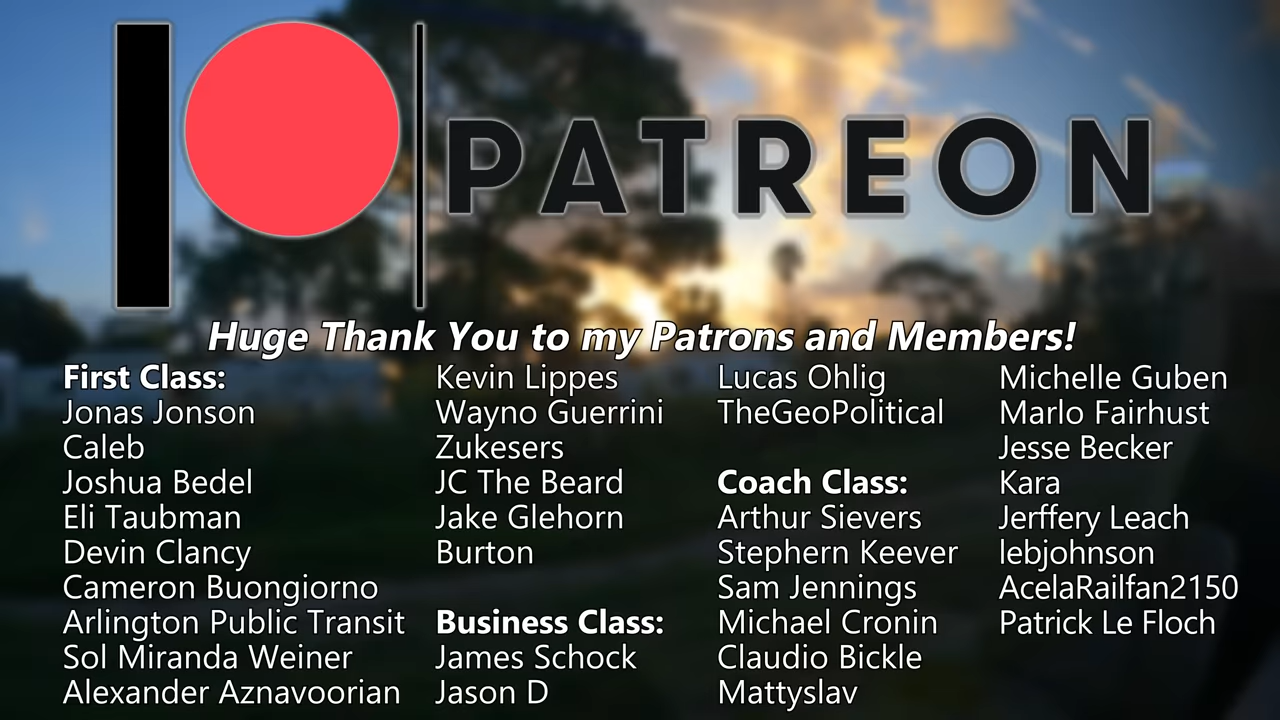 PATREON
Huge Thank You to my Patrons and Members!
First Class:
Jonas Jonson
Caleb
Joshua Bedel
Eli Taubman
Devin Clancy
Cameron Buongiorno
Arlington Public Transit
Sol Miranda Weiner
Alexander Aznavoorian
Kevin Lippes
Wayno Guerrini
Zukesers
JC The Beard
Jake Glehorn
Burton
Business Class:
James Schock
Jason D
Lucas Ohlig
TheGeoPolitical
Coach Class:
Arthur Sievers
Stephern Keever
Sam Jennings
Michael Cronin
Claudio Bickle
Mattyslav
Michelle Guben
Marlo Fairhust
Jesse Becker
Kara
Jerffery Leach
lebjohnson
AcelaRailfan2150
Patrick Le Floch